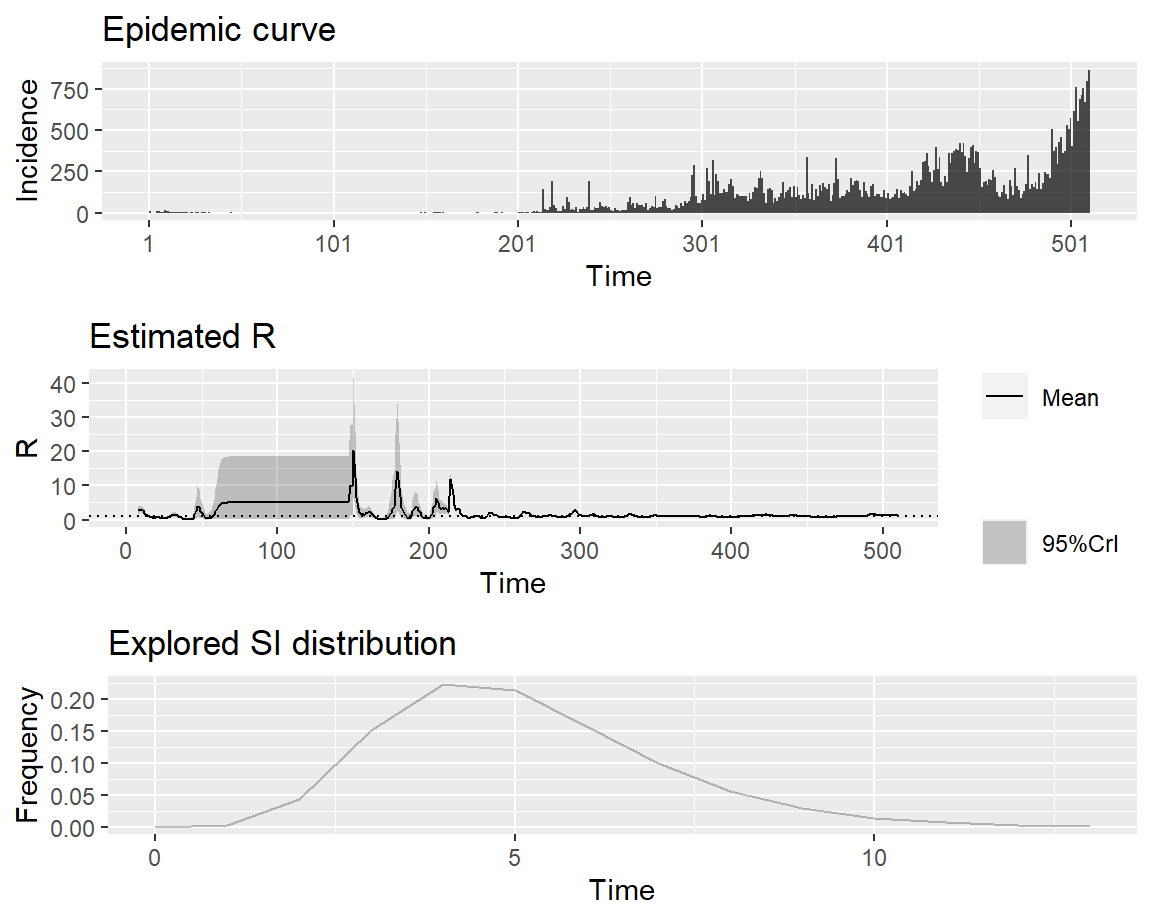 Epidemic curve
Incidence
750
500
250
0
1 101 201 301 401 501
Time
Estimated R
R
40
30
20
10
0
0 100 200 300 400 500
Time
Mean
95%CrI
Explored SI distribution
Frequency
0.20
0.15
0.10
0.05
0.00
0 5 10
Time